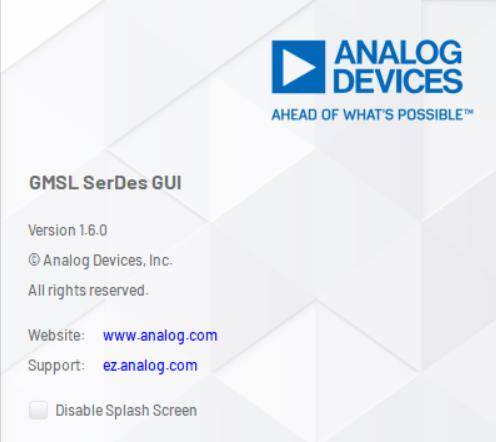 ANALOG
DEVICES
AHEAD OF WHAT'S POSSIBLE™
GMSL SerDes GUI
Version 1.6.0
© Analog Devices, Inc.
All rights reserved.
Website: www.analog.com
Support: ez.analog.com
Disable Splash Screen